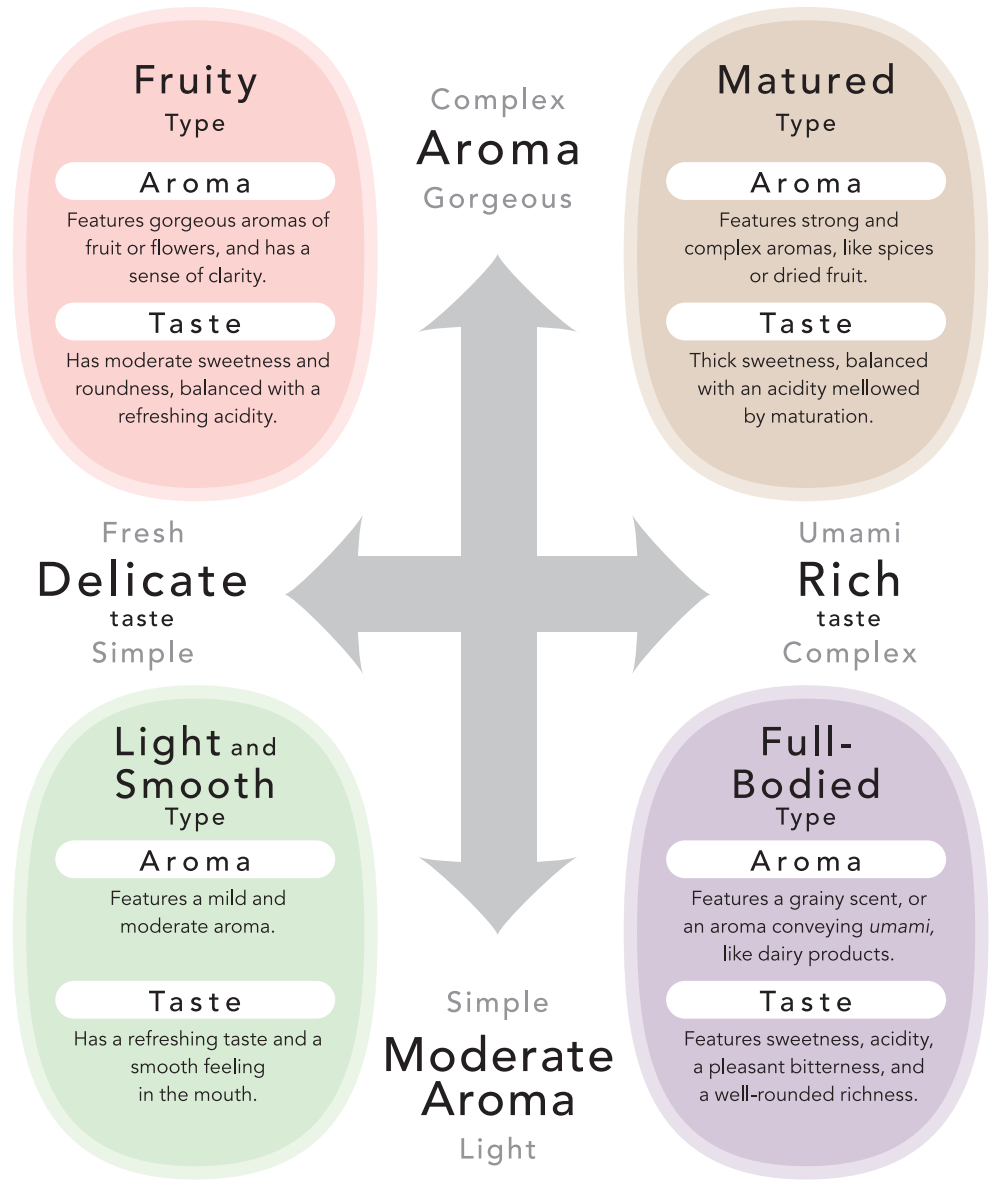 Fruity
Type
Aroma
Features gorgeous aromas of
fruit or flowers, and has a
sense of clarity.
Taste
Has moderate sweetness and
roundness, balanced with a
refreshing acidity.
Complex
Aroma
Gorgeous
Matured
Type
Aroma
Features strong and
complex aromas, like spices
or dried fruit.
Taste
Thick sweetness, balanced
with an acidity mellowed
by maturation.
Fresh
Delicate
taste
Simple
Umami
Rich
taste
Complex
Light and
Smooth
Type
Aroma
Features a mild and
moderate aroma.
Taste
Has a refreshing taste and a
smooth feeling
in the mouth.
Simple
Moderate
Aroma
Light
Full-
Bodied
Type
Aroma
Features a grainy scent, or
an aroma conveying umami,
like dairy products.
Taste
Features sweetness, acidity,
a pleasant bitterness, and
a well-rounded richness.